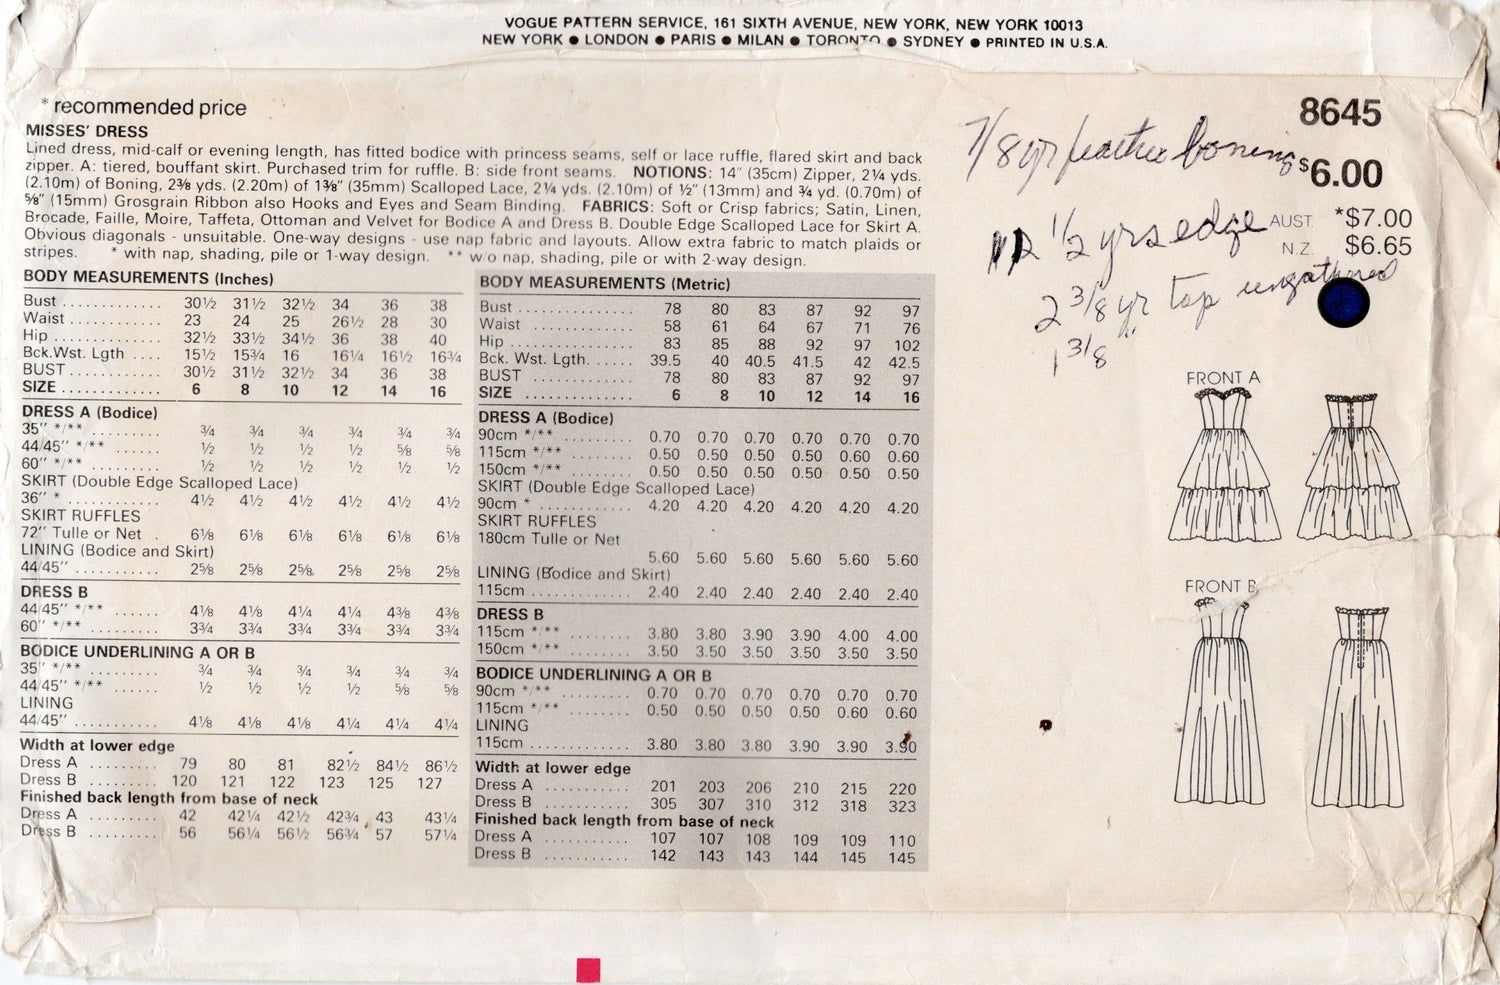 VOGUE PATTERN SERVICE, 161 SIXTH AVENUE, NEW YORK, NEW YORK 10013
NEW YORK ● LONDON ● PARIS ● MILAN ● TORONTO ● SYDNEY ● PRINTED IN U.S.A.
* recommended price
MISSES' DRESS
Lined dress, mid-calf or evening length, has fitted bodice with princess seams, self or lace ruffle, flared skirt and back
zipper. A: tiered, bouffant skirt. Purchased trim for ruffle. B: side front seams. NOTIONS: 14" (35cm) Zipper, 2¼ yds.
(2.10m) of Boning, 2⅜ yds. (2.20m) of 1⅜" (35mm) Scalloped Lace, 2¼ yds. (2.10m) of ½" (13mm) and ¾ yd. (0.70m) of
⅝" (15mm) Grosgrain Ribbon also Hooks and Eyes and Seam Binding. FABRICS: Soft or Crisp fabrics; Satin, Linen,
Brocade, Faille, Moire, Taffeta, Ottoman and Velvet for Bodice A and Dress B. Double Edge Scalloped Lace for Skirt A.
Obvious diagonals - unsuitable. One-way designs - use nap fabric and layouts. Allow extra fabric to match plaids or
stripes. * with nap, shading, pile or 1-way design. ** w o nap, shading, pile or with 2-way design.
BODY MEASUREMENTS (Inches)
Bust ............ 30½ 31½ 32½ 34 36 38
Waist ............ 23 24 25 26½ 28 30
Hip ............ 32½ 33½ 34½ 36 38 40
Bck.Wst. Lgth .... 15½ 15¾ 16 16¼ 16½ 16¾
BUST ............ 30½ 31½ 32½ 34 36 38
SIZE ............ 6 8 10 12 14 16
DRESS A (Bodice)
35" */** ......... ¾ ¾ ¾ ¾ ¾ ¾
44/45" */** ....... ½ ½ ½ ½ ⅝ ⅝
60" */** ......... ½ ½ ½ ½ ½ ½
SKIRT (Double Edge Scalloped Lace)
36" * ............ 4½ 4½ 4½ 4½ 4½ 4½
SKIRT RUFFLES
72" Tulle or Net . 6⅛ 6⅛ 6⅛ 6⅛ 6⅛ 6⅛
LINING (Bodice and Skirt)
44/45" ........... 2⅝ 2⅝ 2⅝ 2⅝ 2⅝ 2⅝
DRESS B
44/45" */** ...... 4⅛ 4⅛ 4¼ 4¼ 4⅜ 4⅜
60" */** ......... 3¾ 3¾ 3¾ 3¾ 3¾ 3¾
BODICE UNDERLINING A OR B
35" */** ......... ¾ ¾ ¾ ¾ ¾ ¾
44/45" */** ...... ½ ½ ½ ½ ⅝ ⅝
LINING
44/45" ........... 4⅛ 4⅛ 4⅛ 4¼ 4¼ 4¼
Width at lower edge
Dress A ......... 79 80 81 82½ 84½ 86½
Dress B ......... 120 121 122 123 125 127
Finished back length from base of neck
Dress A ......... 42 42¼ 42½ 42¾ 43 43¼
Dress B ......... 56 56¼ 56½ 56¾ 57 57¼
BODY MEASUREMENTS (Metric)
Bust ............ 78 80 83 87 92 97
Waist ............ 58 61 64 67 71 76
Hip ............ 83 85 88 92 97 102
Bck. Wst. Lgth. ..... 39.5 40 40.5 41.5 42 42.5
BUST ............ 78 80 83 87 92 97
SIZE ............ 6 8 10 12 14 16
DRESS A (Bodice)
90cm */** ......... 0.70 0.70 0.70 0.70 0.70 0.70
115cm */** ........ 0.50 0.50 0.50 0.50 0.60 0.60
150cm */** ........ 0.50 0.50 0.50 0.50 0.50 0.50
SKIRT (Double Edge Scalloped Lace)
90cm * ............ 4.20 4.20 4.20 4.20 4.20 4.20
SKIRT RUFFLES
180cm Tulle or Net
5.60 5.60 5.60 5.60 5.60 5.60
LINING (Bodice and Skirt)
115cm ............. 2.40 2.40 2.40 2.40 2.40 2.40
DRESS B
115cm */** ........ 3.80 3.80 3.90 3.90 4.00 4.00
150cm */** ........ 3.50 3.50 3.50 3.50 3.50 3.50
BODICE UNDERLINING A OR B
90cm */** ......... 0.70 0.70 0.70 0.70 0.70 0.70
115cm */** ........ 0.50 0.50 0.50 0.50 0.60 0.60
LINING
115cm ............. 3.80 3.80 3.80 3.90 3.90 3.90
Width at lower edge
Dress A ........... 201 203 206 210 215 220
Dress B ........... 305 307 310 312 318 323
Finished back length from base of neck
Dress A ........... 107 107 108 109 109 110
Dress B ........... 142 143 143 144 145 145
8645
7/8 yr feather boning
$6.00
1/2 yrs edge
AUST. *$7.00
N.Z. $6.65
2 3/8 yr top ungathered
1 3/8"
FRONT A
FRONT B